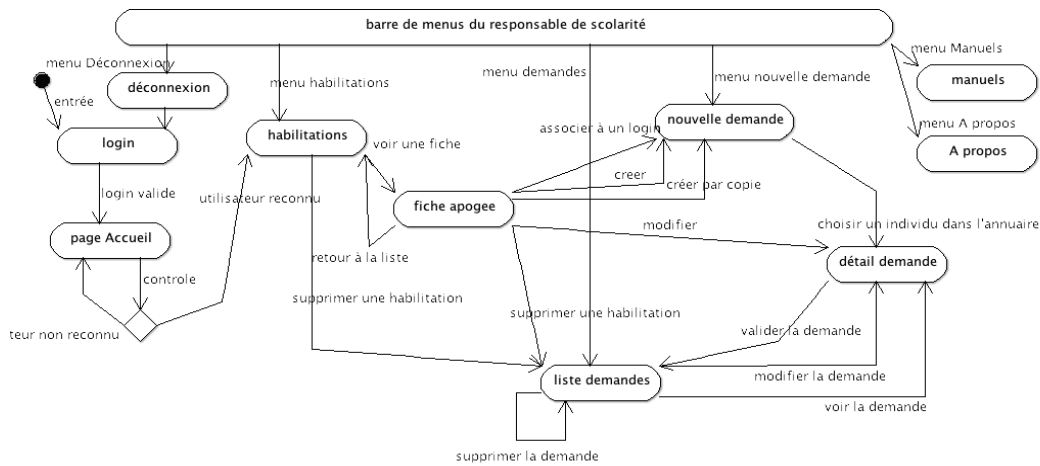 barre de menus du responsable de scolarité
menu Déconnexion
menu Manuels
menu demandes
menu nouvelle demande
menu habilitations
déconnexion
manuels
entrée
nouvelle demande
menu A propos
associer à un login
login
habilitations
voir une fiche
A propos
creer
créer par copie
login valide
utilisateur reconnu
fiche apogee
modifier
choisir un individu dans l'annuaire
page Accueil
retour à la liste
détail demande
controle
supprimer une habilitation
supprimer une habilitation
teur non reconnu
valider la demande
liste demandes
modifier la demande
voir la demande
supprimer la demande